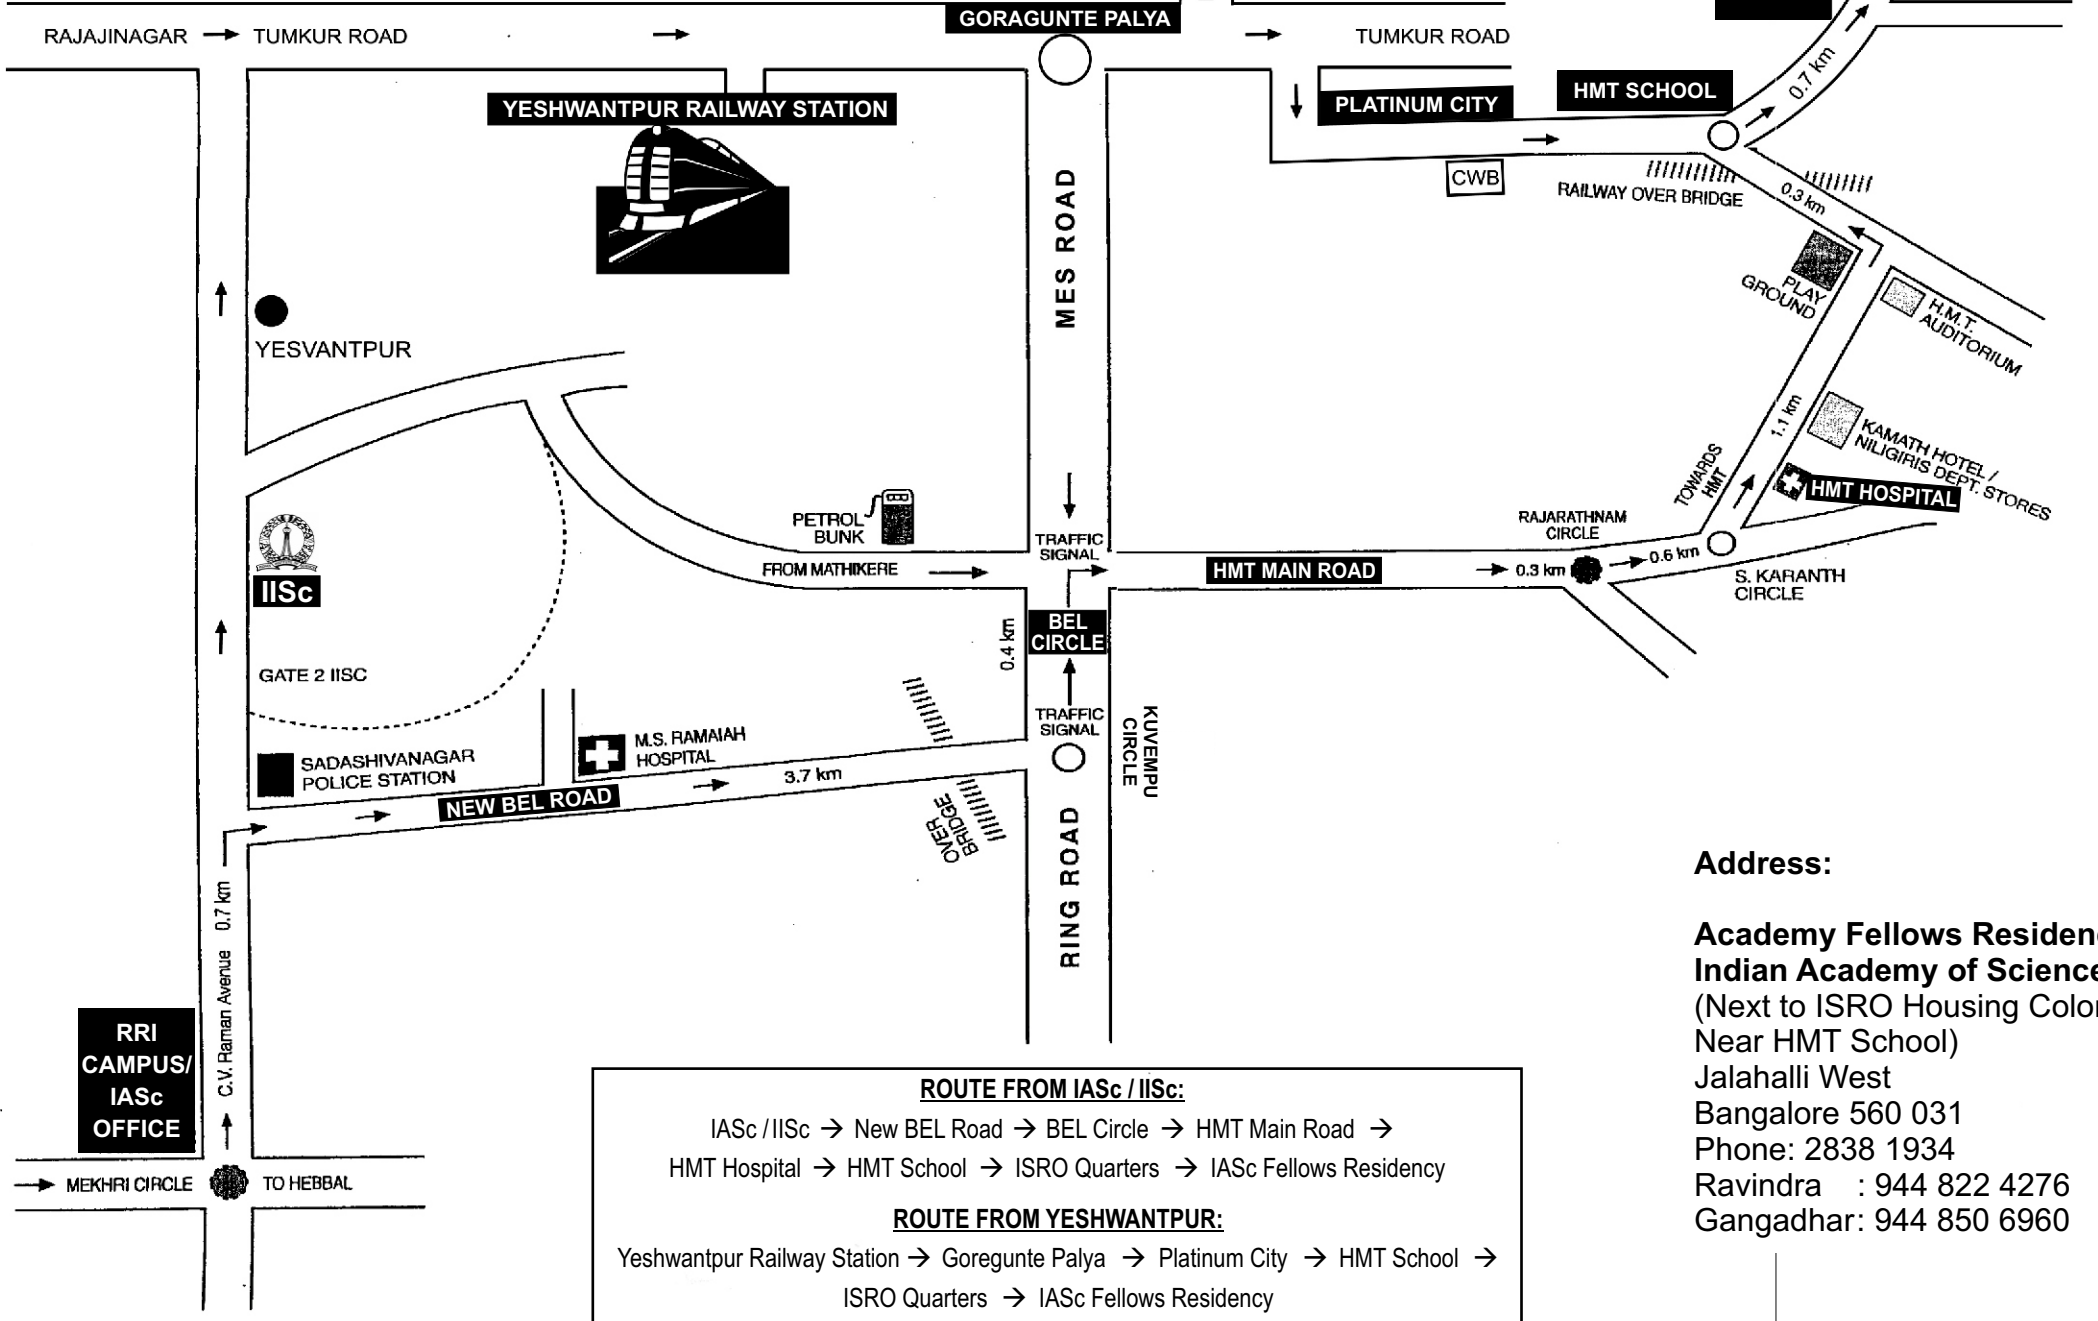 GORAGUNTE PALYA
RAJAJINAGAR
TUMKUR ROAD
TUMKUR ROAD
YESHWANTPUR RAILWAY STATION
PLATINUM CITY
HMT SCHOOL
0.7 km
CWB
RAILWAY OVER BRIDGE
0.3 km
MES ROAD
PLAY
GROUND
H.M.T.
AUDITORIUM
YESVANTPUR
1.1 km
KAMATH HOTEL /
NILIGIRIS DEPT. STORES
TOWARDS
HMT
HMT HOSPITAL
PETROL
BUNK
TRAFFIC
SIGNAL
RAJARATHNAM
CIRCLE
FROM MATHIKERE
HMT MAIN ROAD
0.3 km
0.6 km
S. KARANTH
CIRCLE
IISc
BEL
CIRCLE
0.4 km
GATE 2 IISC
TRAFFIC
SIGNAL
KUVEMPU
CIRCLE
SADASHIVANAGAR
POLICE STATION
M.S. RAMAIAH
HOSPITAL
3.7 km
NEW BEL ROAD
OVER
BRIDGE
RING ROAD
C.V. Raman Avenue 0.7 km
RRI
CAMPUS/
IASc
OFFICE
MEKHRI CIRCLE
TO HEBBAL
Address:
Academy Fellows Residen
Indian Academy of Science
(Next to ISRO Housing Colo
Near HMT School)
Jalahalli West
Bangalore 560 031
Phone: 2838 1934
Ravindra : 944 822 4276
Gangadhar: 944 850 6960
ROUTE FROM IASc / IISc:
IASc / IISc → New BEL Road → BEL Circle → HMT Main Road →
HMT Hospital → HMT School → ISRO Quarters → IASc Fellows Residency
ROUTE FROM YESHWANTPUR:
Yeshwantpur Railway Station → Goregunte Palya → Platinum City → HMT School →
ISRO Quarters → IASc Fellows Residency